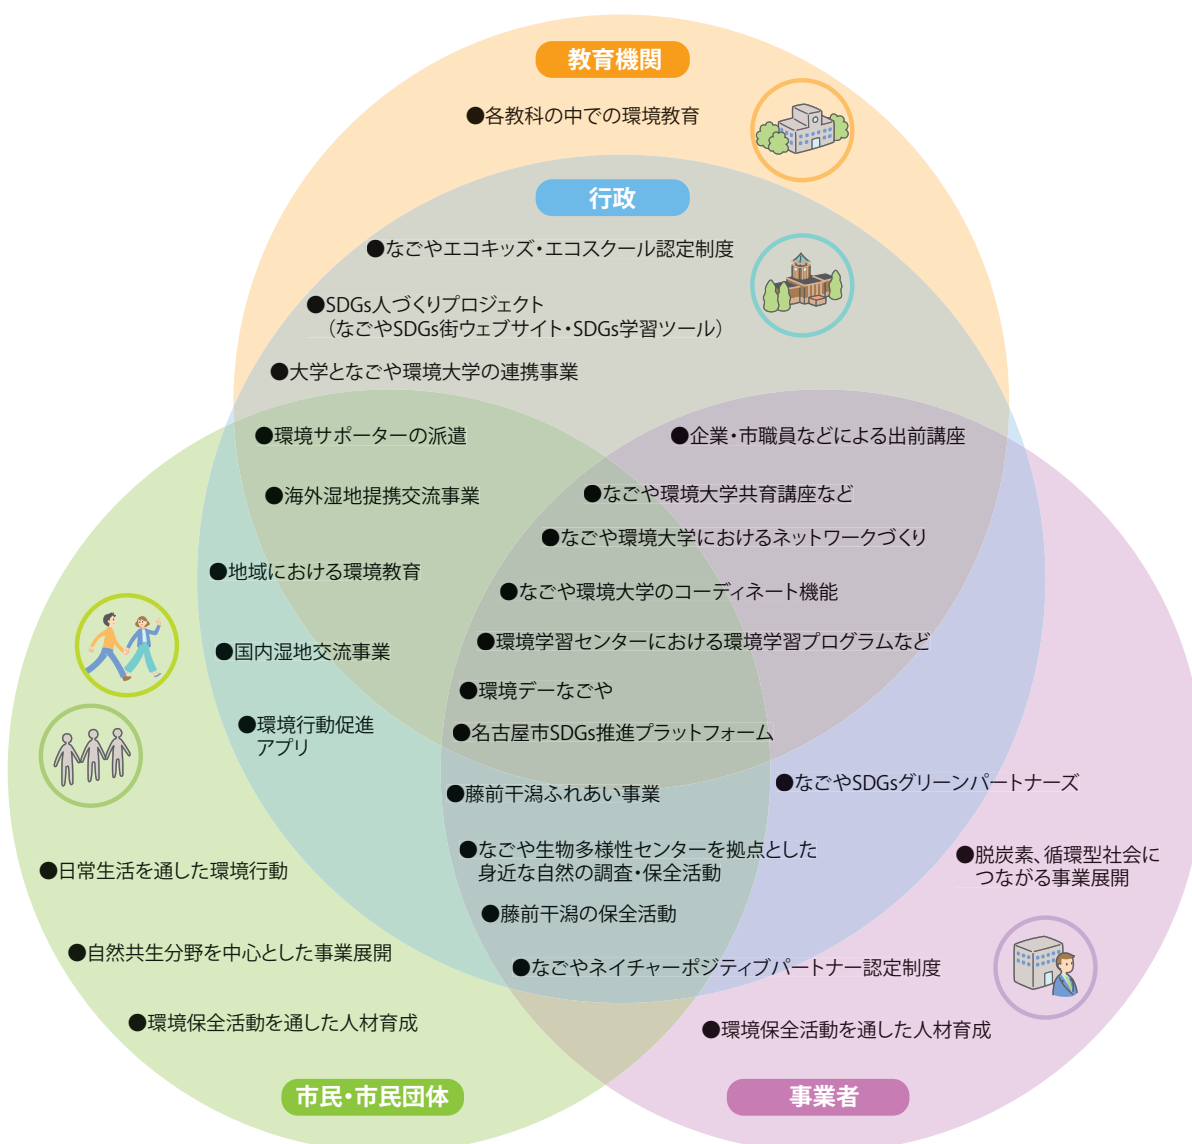 教育機関
●各教科の中での環境教育
行政
●なごやエコキッズ・エコスクール認定制度
●SDGs人づくりプロジェクト
（なごやSDGs街ウェブサイト・SDGs学習ツール）
●大学となごや環境大学の連携事業
●環境サポーターの派遣
●企業・市職員などによる出前講座
●海外湿地提携交流事業
●なごや環境大学共育講座など
●なごや環境大学におけるネットワークづくり
●地域における環境教育
●なごや環境大学のコーディネート機能
●環境学習センターにおける環境学習プログラムなど
●国内湿地交流事業
●環境デーなごや
●環境行動促進
アプリ
●名古屋市SDGs推進プラットフォーム
●なごやSDGsグリーンパートナーズ
●藤前干潟ふれあい事業
●なごや生物多様性センターを拠点とした
身近な自然の調査・保全活動
●脱炭素、循環型社会に
つながる事業展開
●日常生活を通した環境行動
●藤前干潟の保全活動
●自然共生分野を中心とした事業展開
●なごやネイチャーポジティブパートナー認定制度
●環境保全活動を通した人材育成
●環境保全活動を通した人材育成
市民・市民団体
事業者